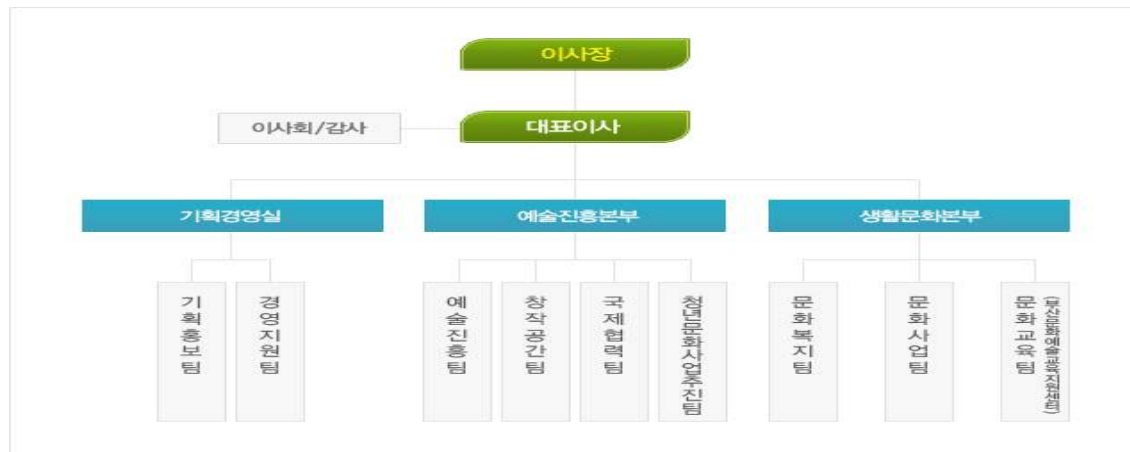 이사장
이사회/감사
대표이사
기획경영실
예술진흥본부
생활문화본부
기획홍보팀
경영지원팀
예술진흥팀
창작공간팀
국제협력팀
청년문화사업추진팀
문화복지팀
문화사업팀
문화교육팀
(부산문화예술교육지원센터)